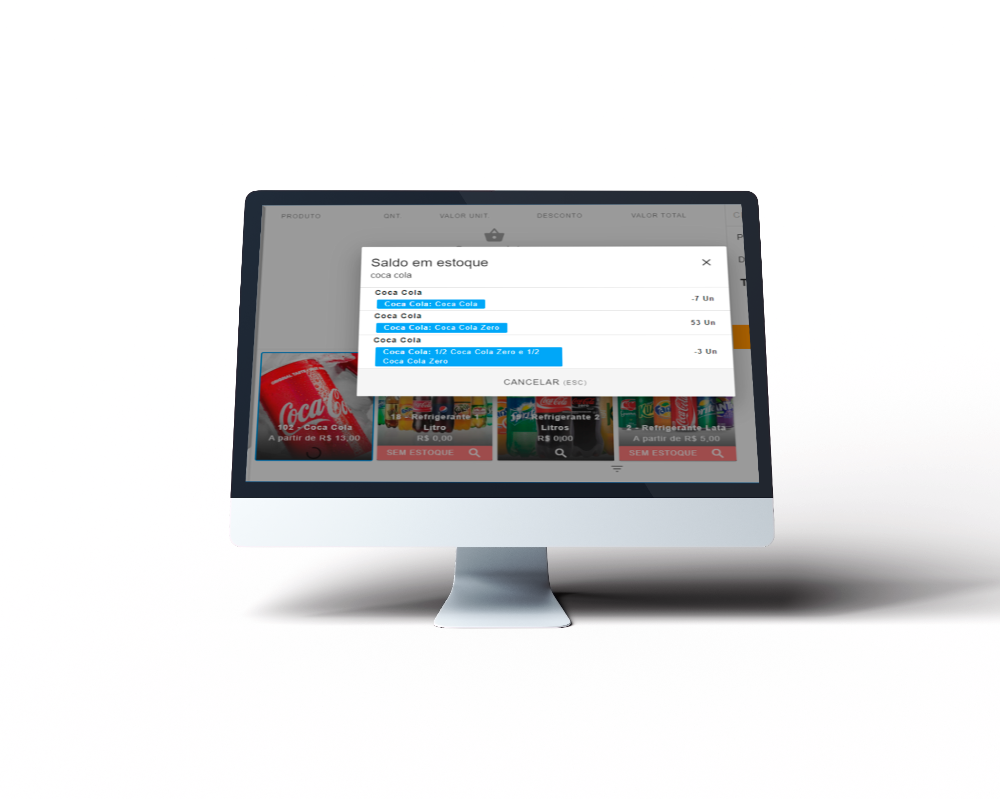 PRODUTO QNT. VALOR UNIT. DESCONTO VALOR TOTAL
Saldo em estoque
coca cola
Coca Cola
Coca Cola: Coca Cola
-7 Un
Coca Cola
Coca Cola: Coca Cola Zero
53 Un
Coca Cola
Coca Cola: 1/2 Coca Cola Zero e 1/2
Coca Cola Zero
-3 Un
CANCELAR (ESC)
ORIGINAL TASTE
Coca Co
102 - Coca Cola
A partir de R$ 13,00
18 - Refrigerante 1
Litro
R$ 0,00
SEM ESTOQUE
19 - Refrigerante 2
Litros
R$ 0,00
2 - Refrigerante Lata
A partir de R$ 5,00
SEM ESTOQUE